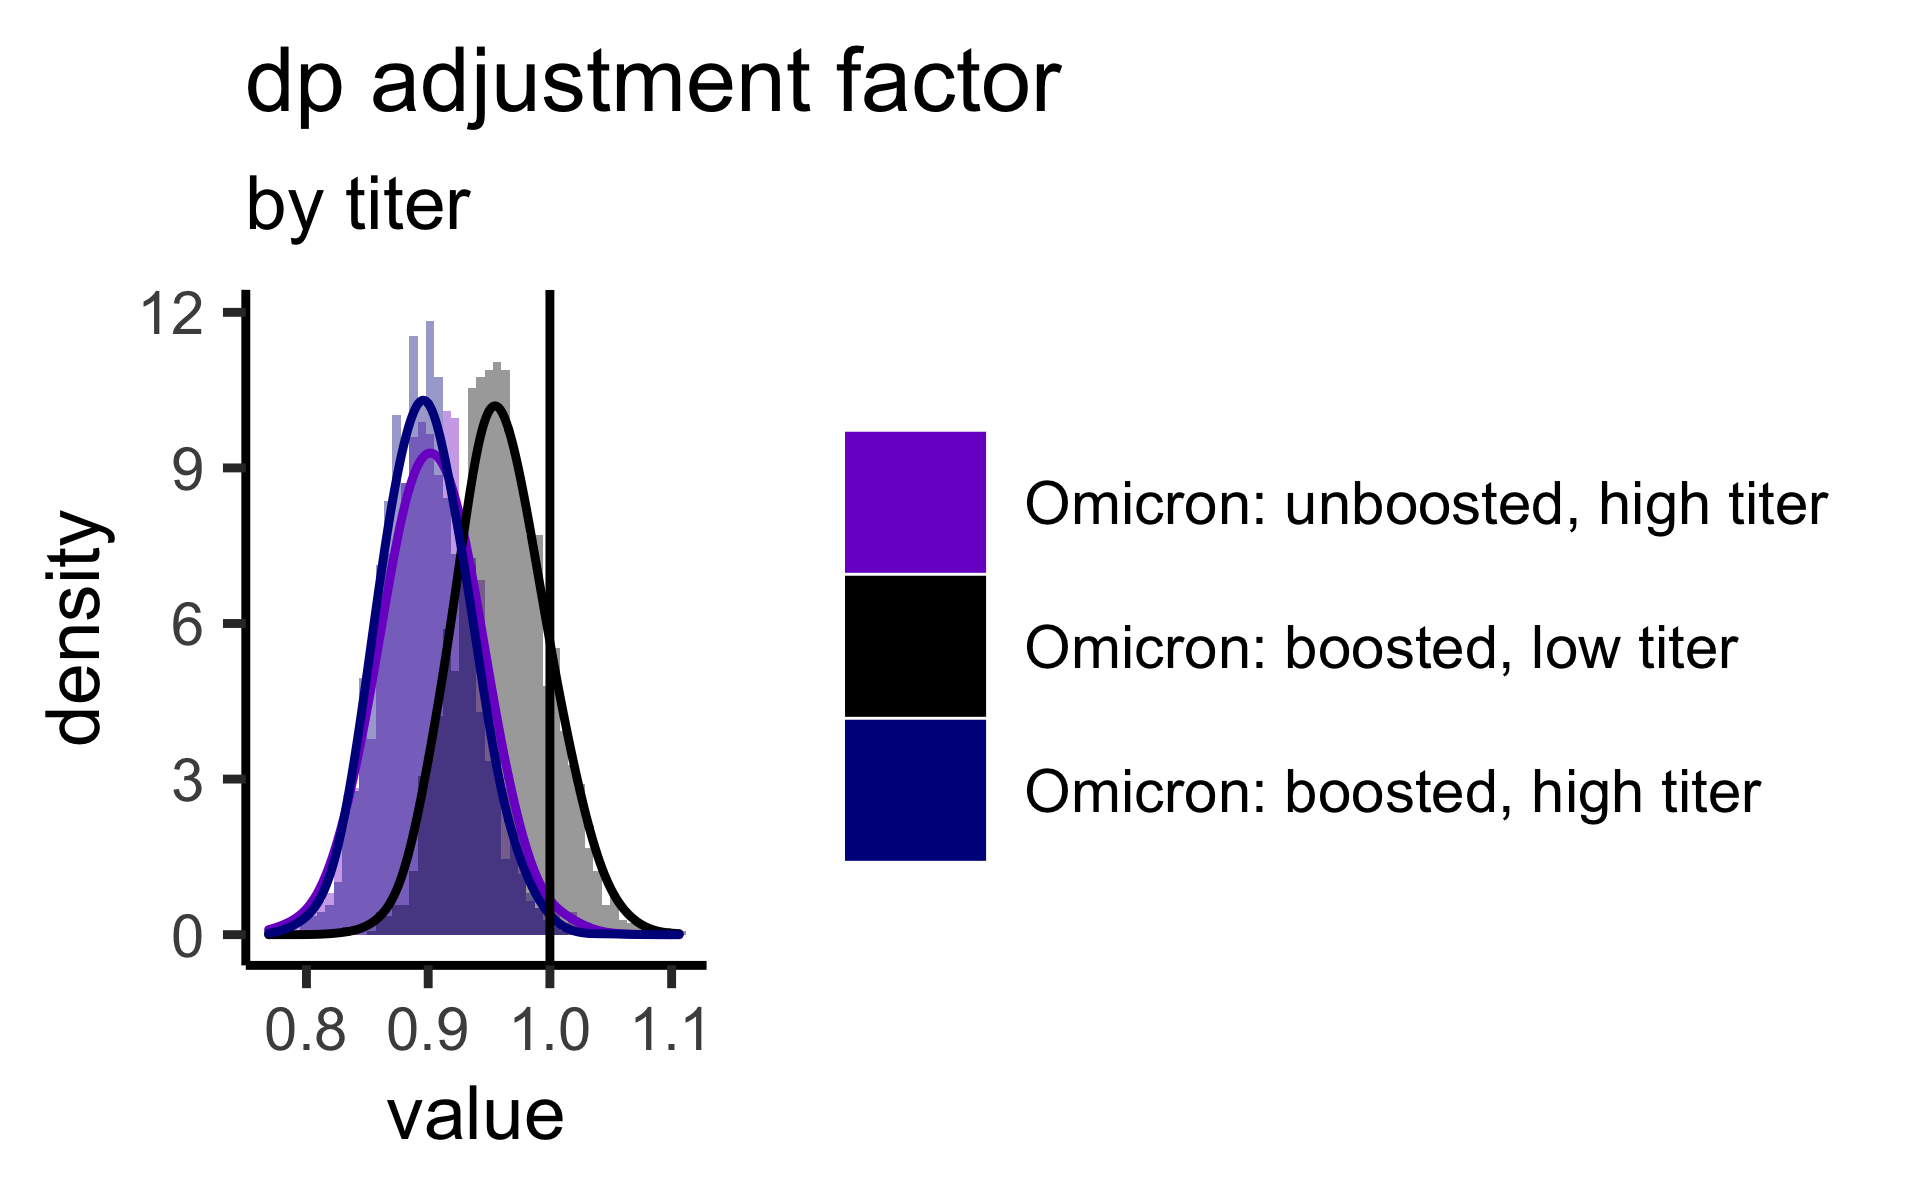 dp adjustment factor
by titer
density
12
9
6
3
0
0.8 0.9 1.0 1.1
value
Omicron: unboosted, high titer
Omicron: boosted, low titer
Omicron: boosted, high titer